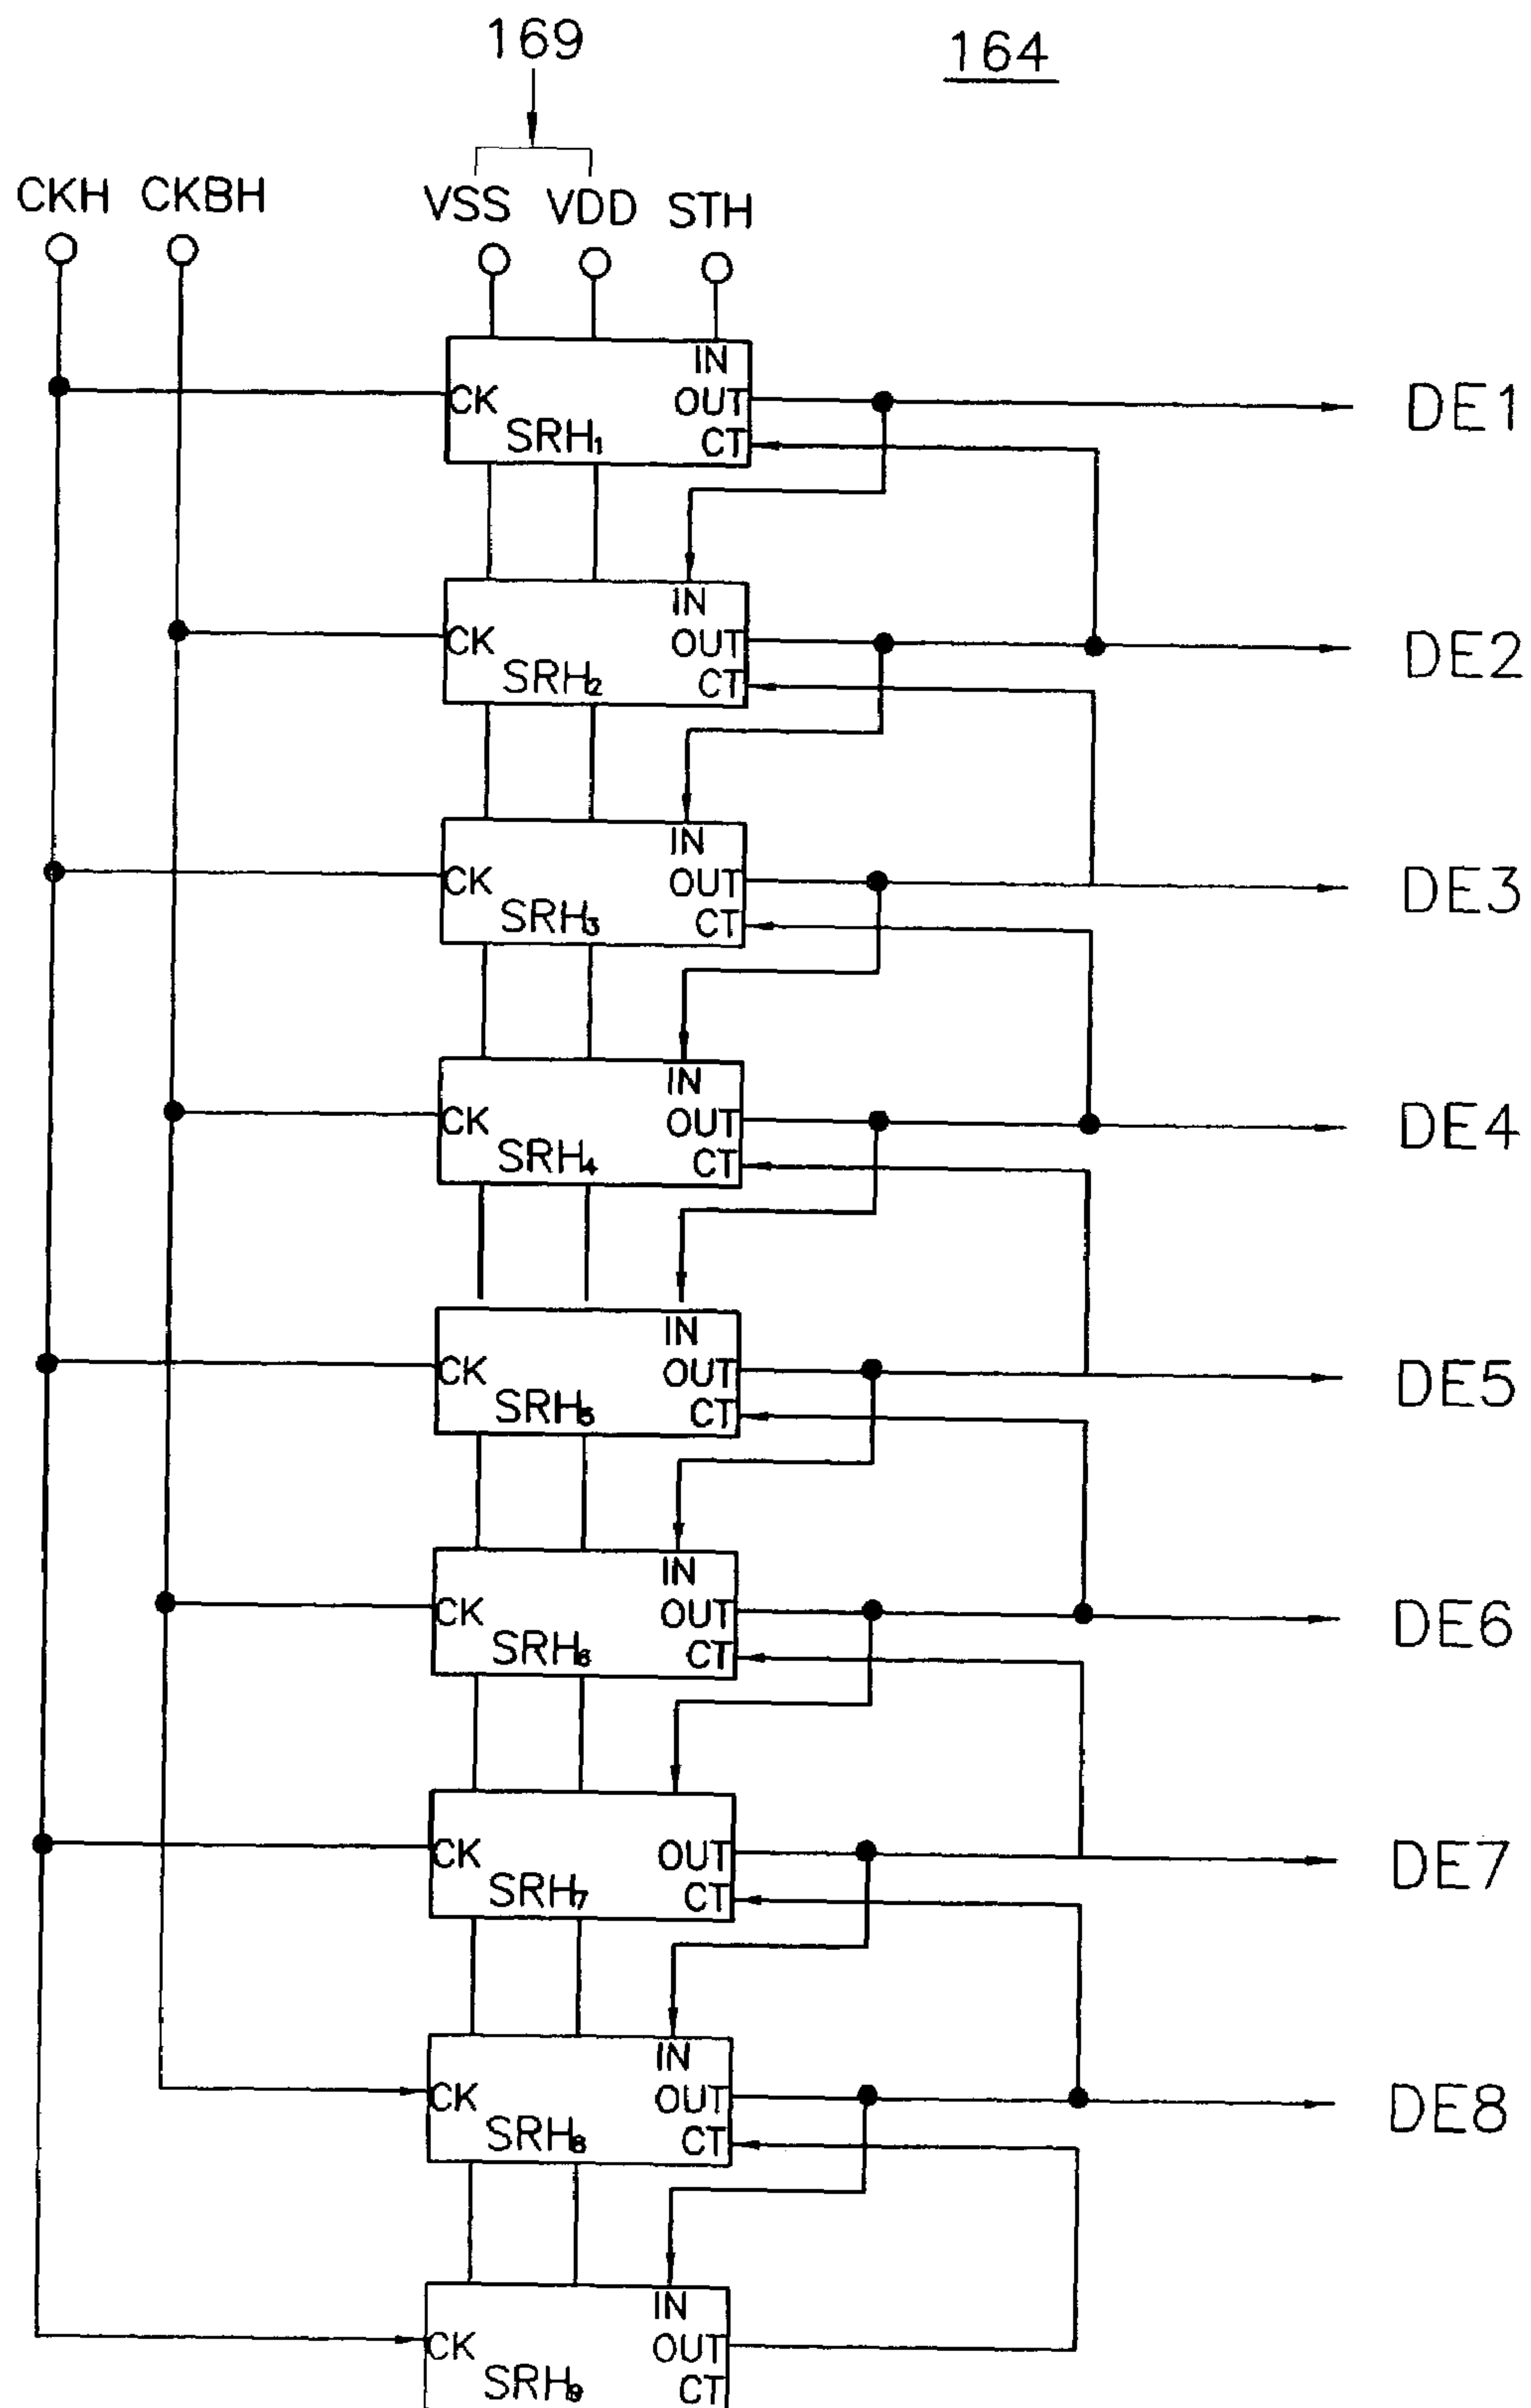 169
164
CKH CKBH VSS VDD STH
IN
CK OUT DE1
SRH₁ CT
IN
CK OUT DE2
SRH₂ CT
IN
CK OUT DE3
SRH₃ CT
IN
CK OUT DE4
SRH₄ CT
IN
CK OUT DE5
SRH₅ CT
IN
CK OUT DE6
SRH₆ CT
CK OUT DE7
SRH₇ CT
IN
CK OUT DE8
SRH₈ CT
IN
CK OUT
SRH₉ CT